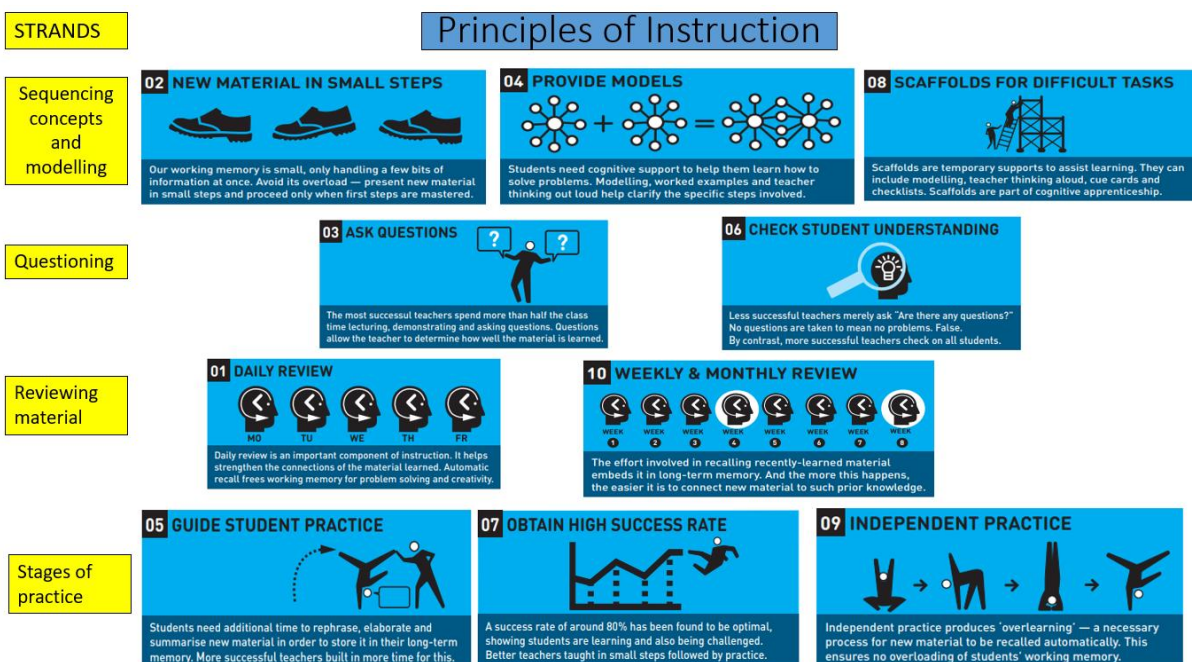 STRANDS
Principles of Instruction
Sequencing
concepts
and
modelling
02 NEW MATERIAL IN SMALL STEPS
Our working memory is small, only handling a few bits of
information at once. Avoid its overload — present new material
in small steps and proceed only when first steps are mastered.
04 PROVIDE MODELS
+ =
Students need cognitive support to help them learn how to
solve problems. Modelling, worked examples and teacher
thinking out loud help clarify the specific steps involved.
08 SCAFFOLDS FOR DIFFICULT TASKS
Scaffolds are temporary supports to assist learning. They can
include modelling, teacher thinking aloud, cue cards and
checklists. Scaffolds are part of cognitive apprenticeship.
Questioning
03 ASK QUESTIONS
? ?
The most successul teachers spend more than half the class
time lecturing, demonstrating and asking questions. Questions
allow the teacher to determine how well the material is learned.
06 CHECK STUDENT UNDERSTANDING
Less successful teachers merely ask "Are there any questions?"
No questions are taken to mean no problems. False.
By contrast, more successful teachers check on all students.
Reviewing
material
01 DAILY REVIEW
MO TU WE TH FR
Daily review is an important component of instruction. It helps
strengthen the connections of the material learned. Automatic
recall frees working memory for problem solving and creativity.
10 WEEKLY & MONTHLY REVIEW
WEEK WEEK WEEK WEEK WEEK WEEK WEEK WEEK
1 2 3 4 5 6 7 8
The effort involved in recalling recently-learned material
embeds it in long-term memory. And the more this happens,
the easier it is to connect new material to such prior knowledge.
Stages of
practice
05 GUIDE STUDENT PRACTICE
Students need additional time to rephrase, elaborate and
summarise new material in order to store it in their long-term
memory. More successful teachers built in more time for this.
07 OBTAIN HIGH SUCCESS RATE
A success rate of around 80% has been found to be optimal,
showing students are learning and also being challenged.
Better teachers taught in small steps followed by practice.
09 INDEPENDENT PRACTICE
Independent practice produces 'overlearning' — a necessary
process for new material to be recalled automatically. This
ensures no overloading of students' working memory.